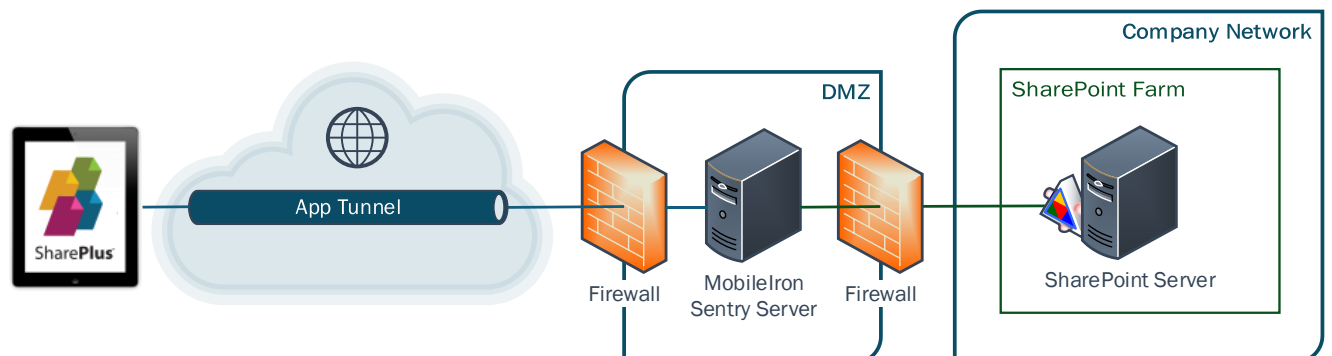 Company Network
DMZ
SharePoint Farm
App Tunnel
SharePlus
Firewall
MobileIron
Sentry Server
Firewall
SharePoint Server